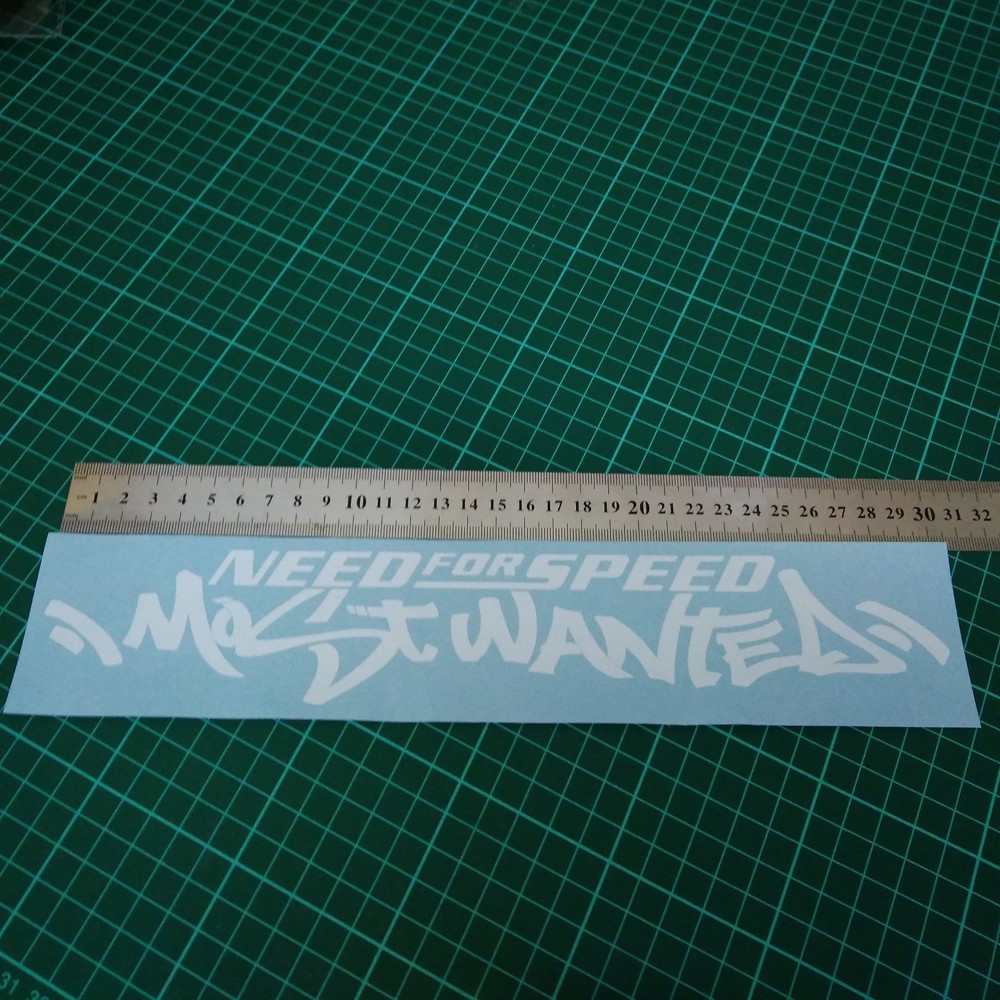 cm 1 2 3 4 5 6 7 8 9 10 11 12 13 14 15 16 17 18 19 20 21 22 23 24 25 26 27 28 29 30 31 32
NEED FOR SPEED
MOST WANTED
31